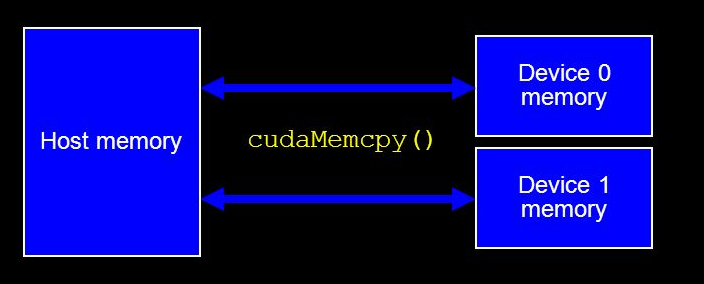 Host memory
Device 0
memory
cudaMemcpy()
Device 1
memory